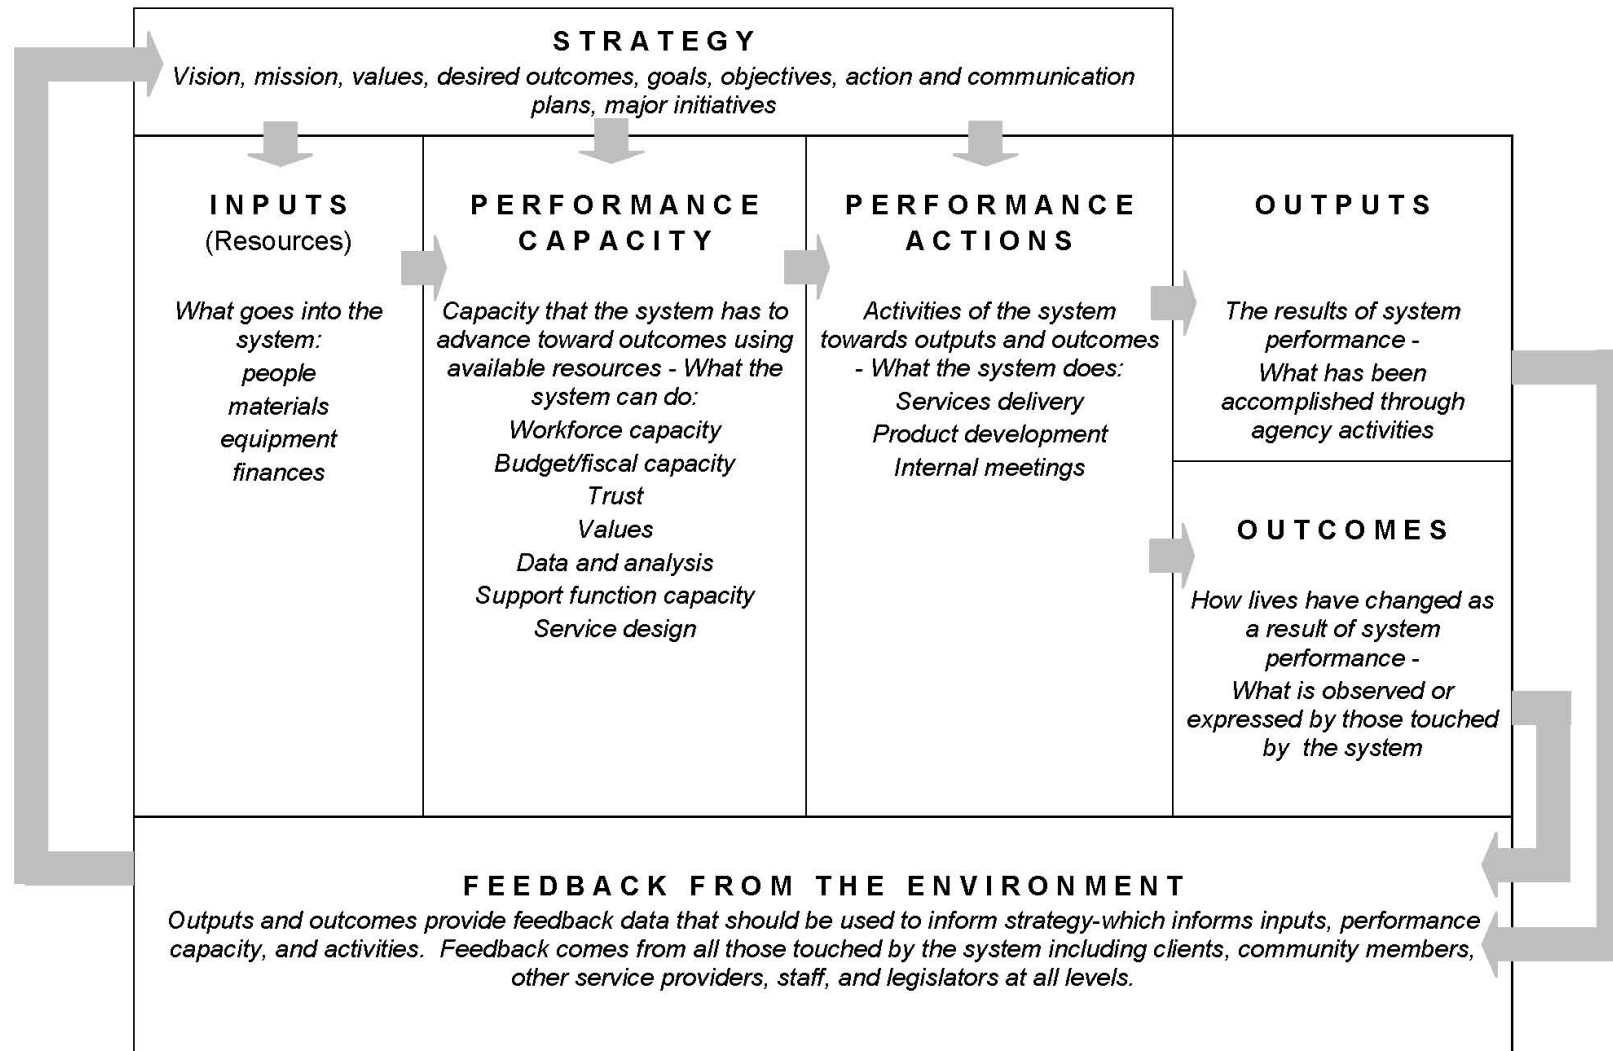 STRATEGY
Vision, mission, values, desired outcomes, goals, objectives, action and communication
plans, major initiatives
INPUTS
(Resources)
What goes into the
system:
people
materials
equipment
finances
PERFORMANCE
CAPACITY
Capacity that the system has to
advance toward outcomes using
available resources - What the
system can do:
Workforce capacity
Budget/fiscal capacity
Trust
Values
Data and analysis
Support function capacity
Service design
PERFORMANCE
ACTIONS
Activities of the system
towards outputs and outcomes
- What the system does:
Services delivery
Product development
Internal meetings
OUTPUTS
The results of system
performance -
What has been
accomplished through
agency activities
OUTCOMES
How lives have changed as
a result of system
performance -
What is observed or
expressed by those touched
by the system
FEEDBACK FROM THE ENVIRONMENT
Outputs and outcomes provide feedback data that should be used to inform strategy-which informs inputs, performance
capacity, and activities. Feedback comes from all those touched by the system including clients, community members,
other service providers, staff, and legislators at all levels.